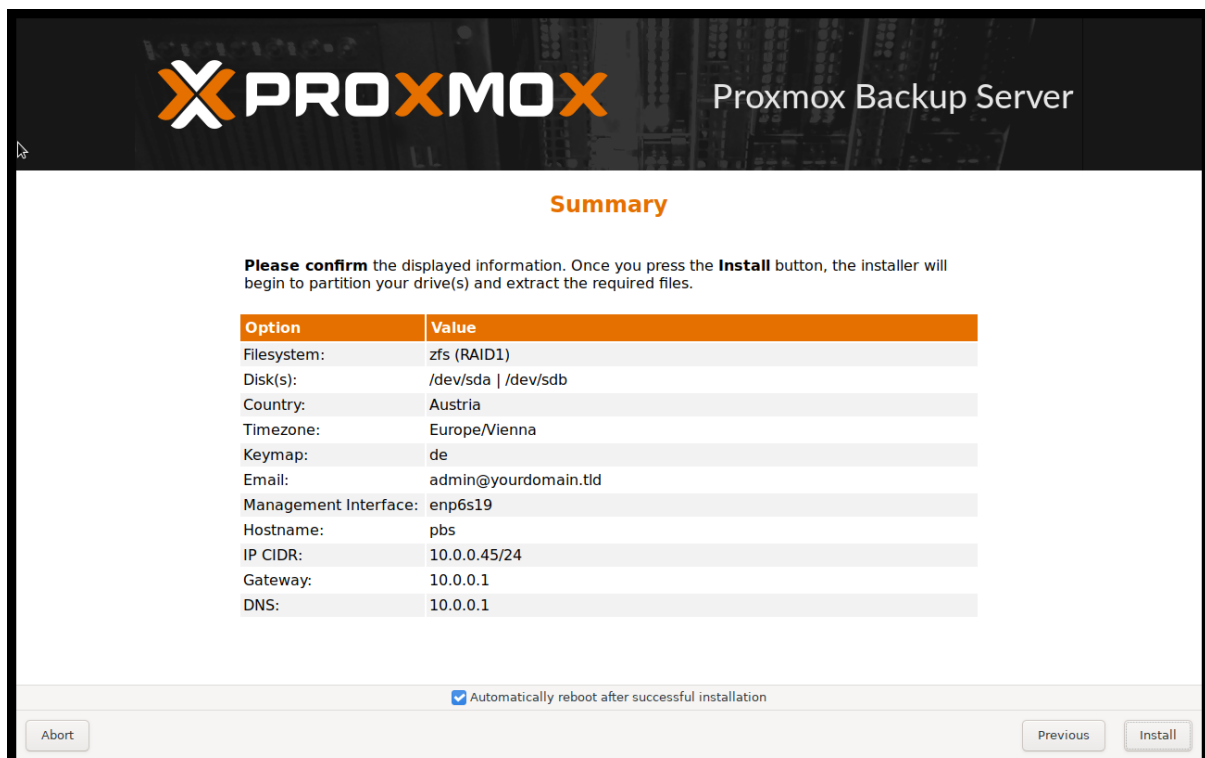 PROXMOX Proxmox Backup Server
Summary
Please confirm the displayed information. Once you press the Install button, the installer will
begin to partition your drive(s) and extract the required files.
Option Value
Filesystem: zfs (RAID1)
Disk(s): /dev/sda | /dev/sdb
Country: Austria
Timezone: Europe/Vienna
Keymap: de
Email: admin@yourdomain.tld
Management Interface: enp6s19
Hostname: pbs
IP CIDR: 10.0.0.45/24
Gateway: 10.0.0.1
DNS: 10.0.0.1
Automatically reboot after successful installation
Abort Previous Install